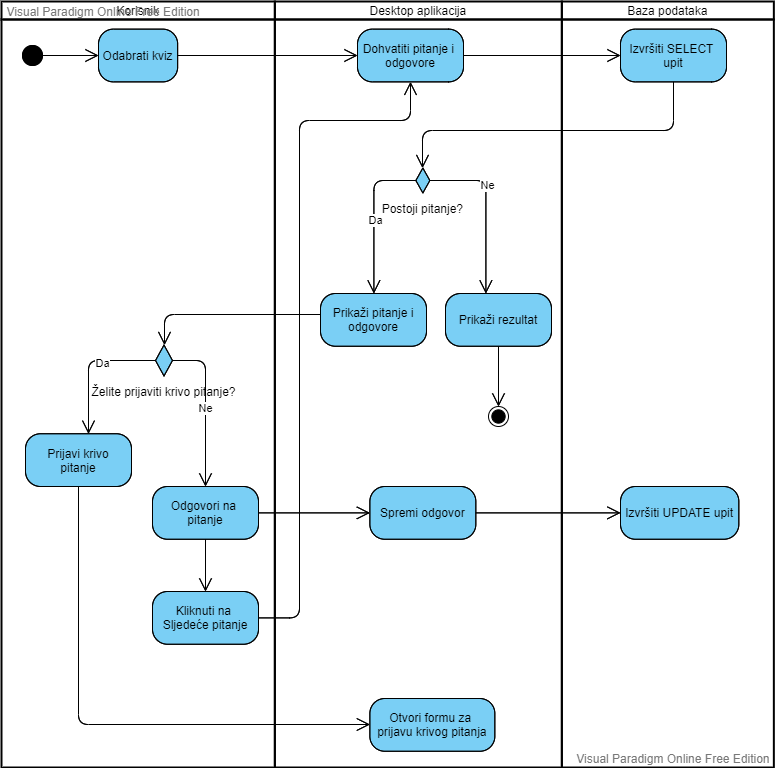 Visual Paradigm Online Free Edition
Korisnik
Desktop aplikacija
Baza podataka
Odabrati kviz
Dohvatiti pitanje i
odgovore
Izvršiti SELECT
upit
Ne
Postoji pitanje?
Da
Prikaži pitanje i
odgovore
Prikaži rezultat
Da
Želite prijaviti krivo pitanje?
Ne
Prijavi krivo
pitanje
Odgovori na
pitanje
Spremi odgovor
Izvršiti UPDATE upit
Kliknuti na
Sljedeće pitanje
Otvori formu za
prijavu krivog pitanja
Visual Paradigm Online Free Edition